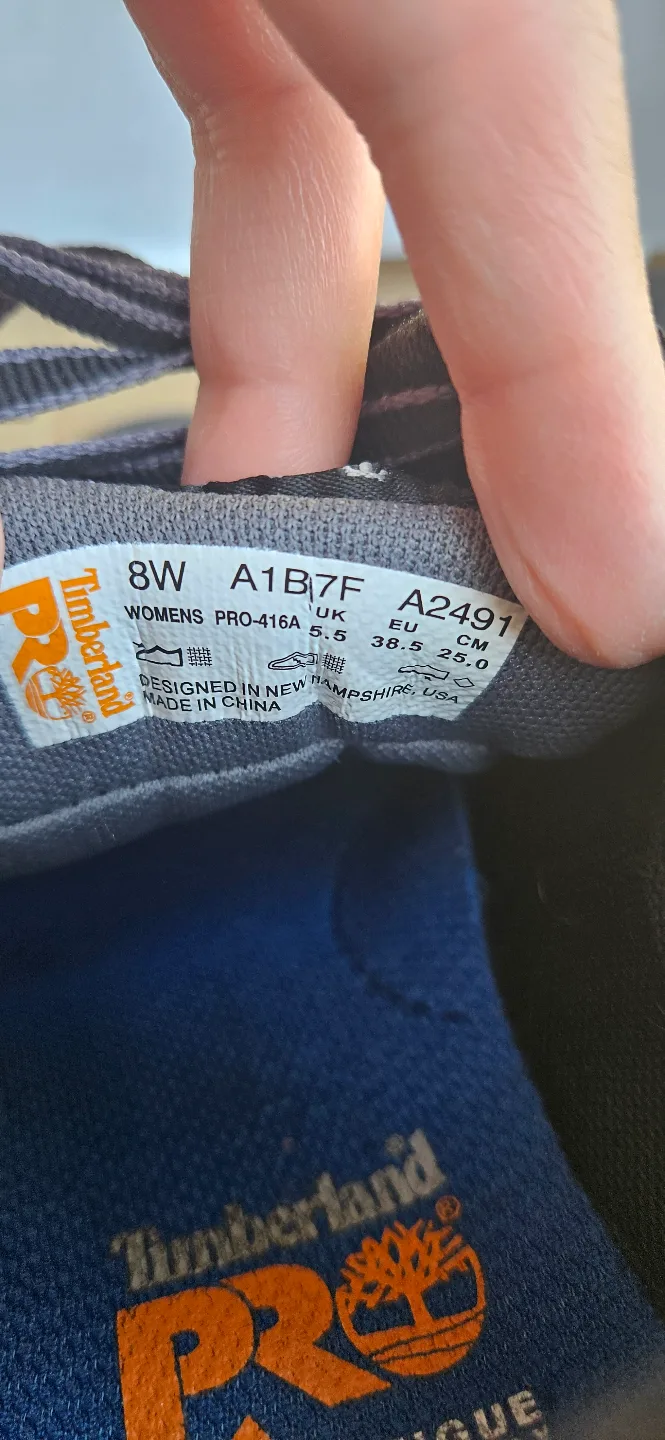 8W A1B7F A2491
WOMENS PRO-416A UK EU CM
5.5 38.5 25.0
DESIGNED IN NEW HAMPSHIRE, USA
MADE IN CHINA
Timberland
PRO
®
Timberland
PRO
®